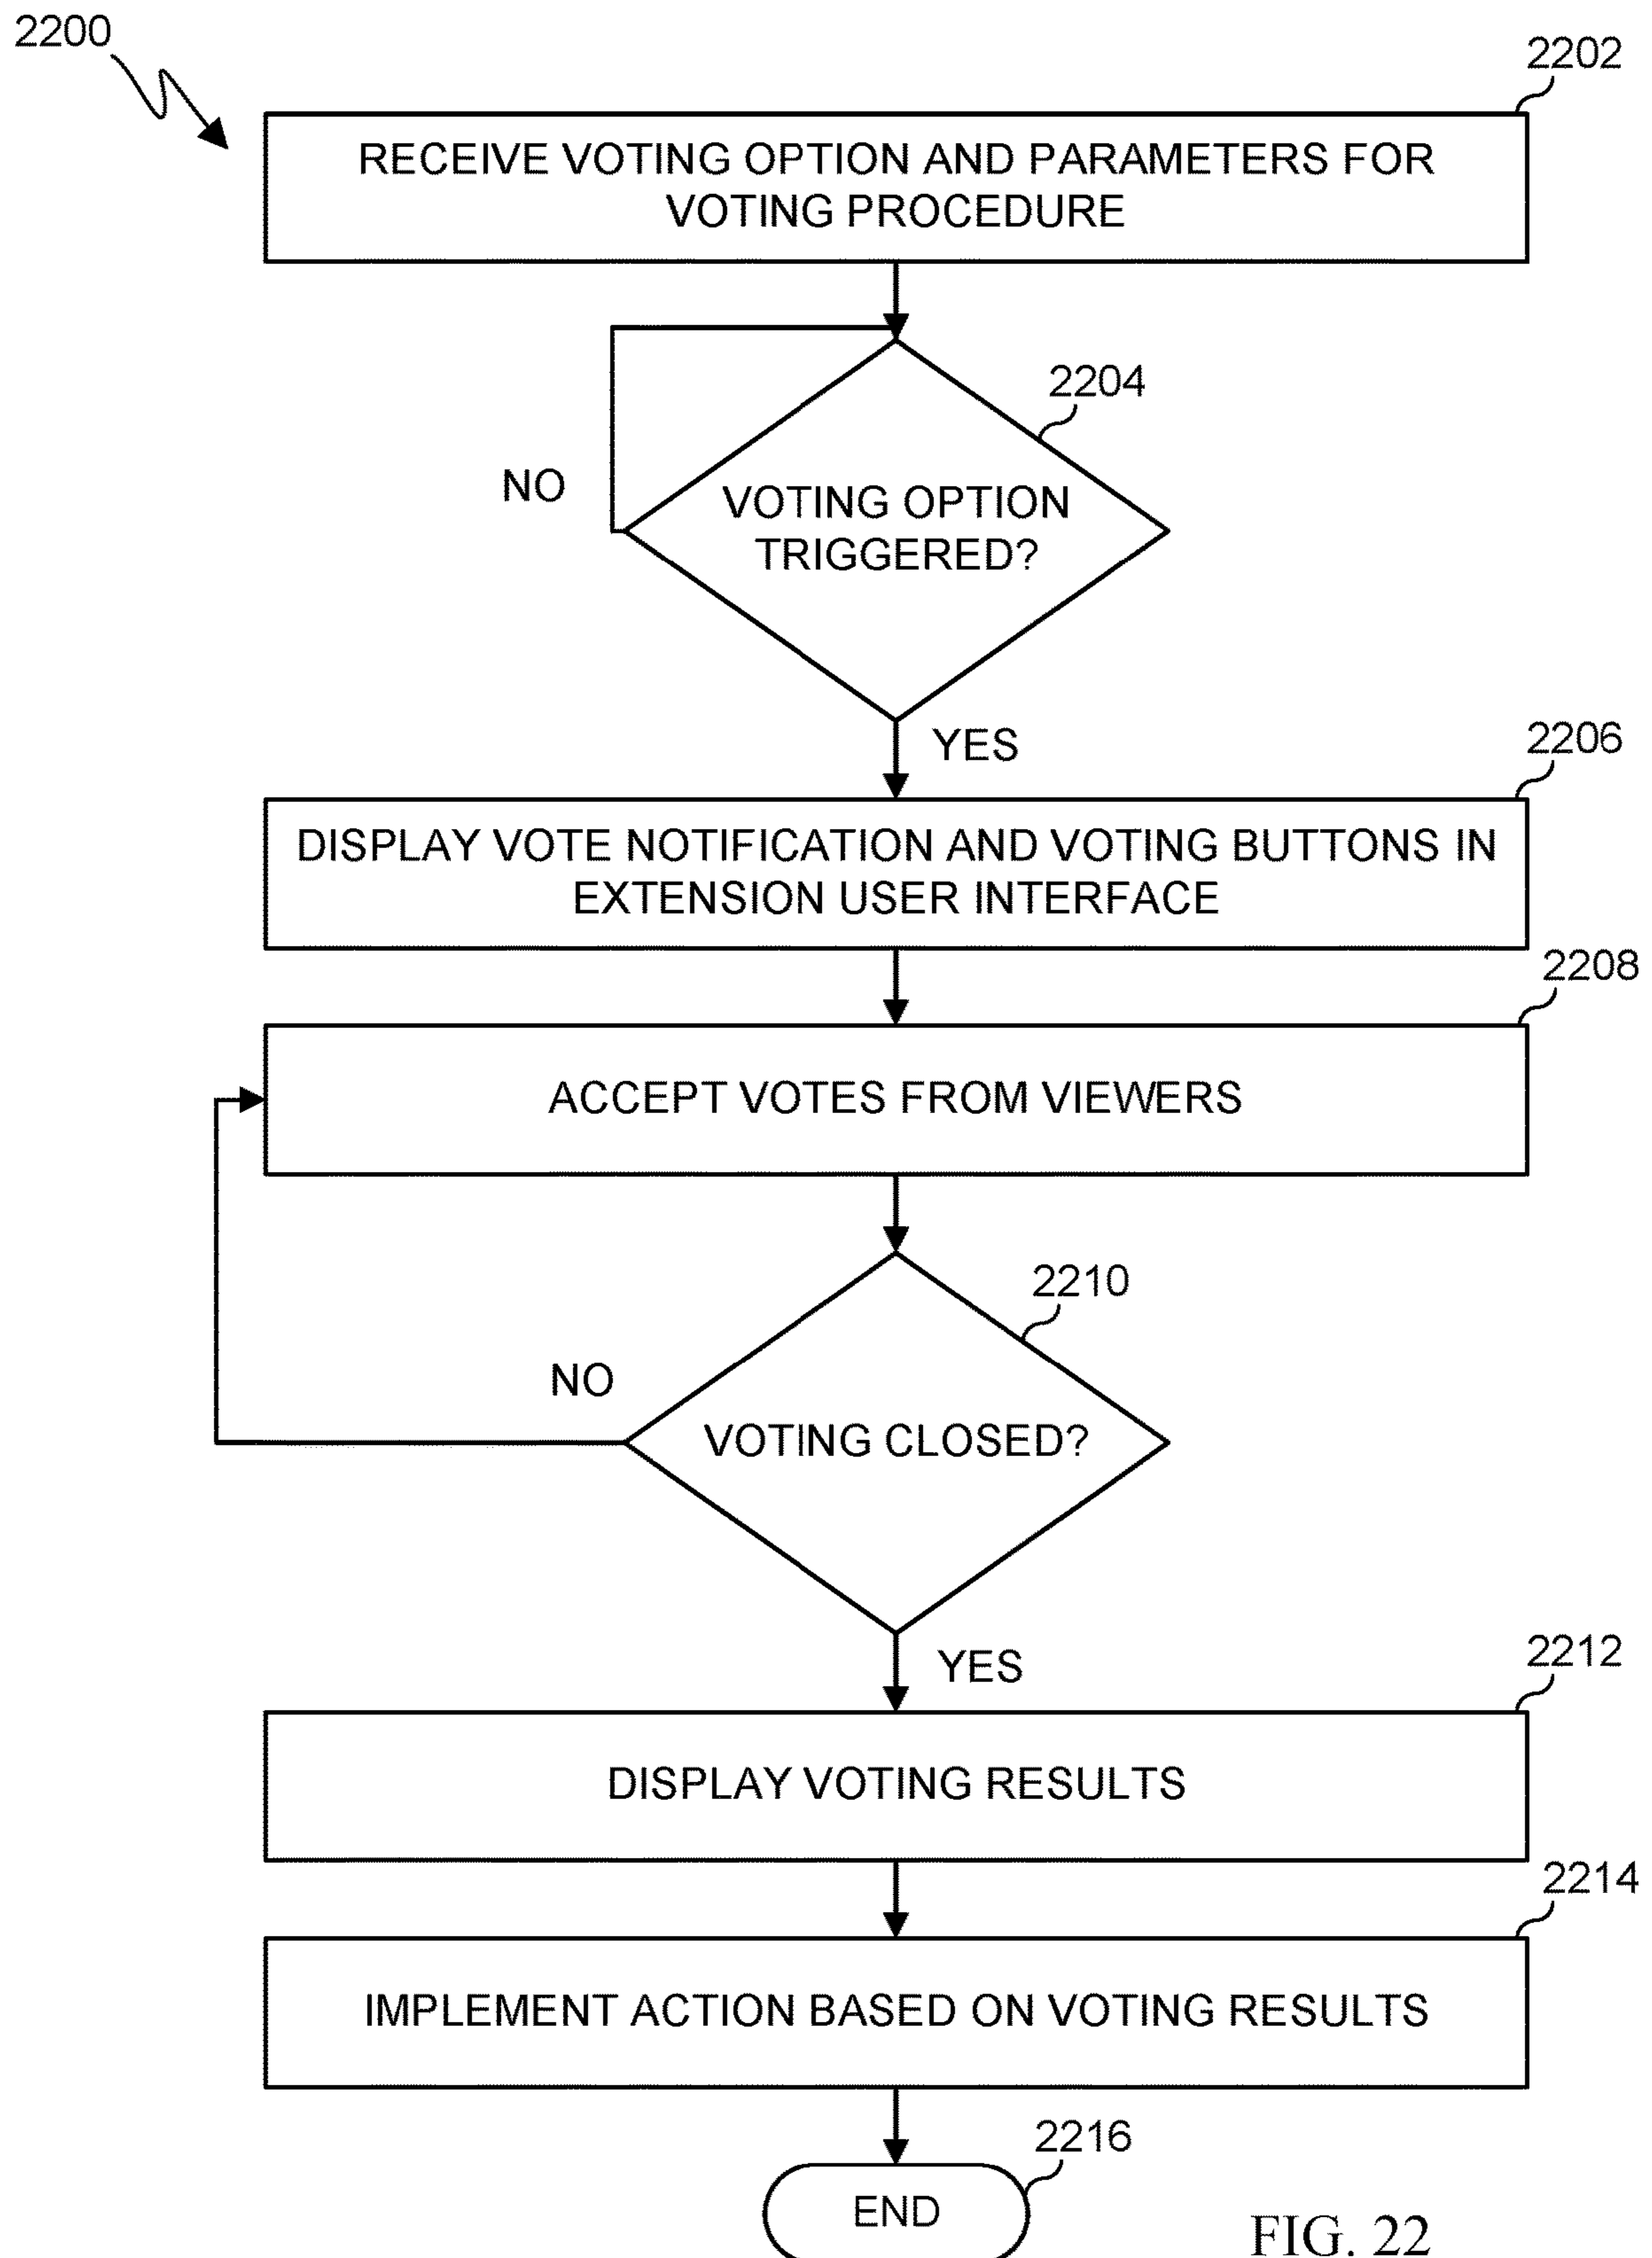 2200
2202
RECEIVE VOTING OPTION AND PARAMETERS FOR
VOTING PROCEDURE
2204
NO
VOTING OPTION
TRIGGERED?
YES
2206
DISPLAY VOTE NOTIFICATION AND VOTING BUTTONS IN
EXTENSION USER INTERFACE
2208
ACCEPT VOTES FROM VIEWERS
2210
NO
VOTING CLOSED?
YES
2212
DISPLAY VOTING RESULTS
2214
IMPLEMENT ACTION BASED ON VOTING RESULTS
2216
END
FIG. 22